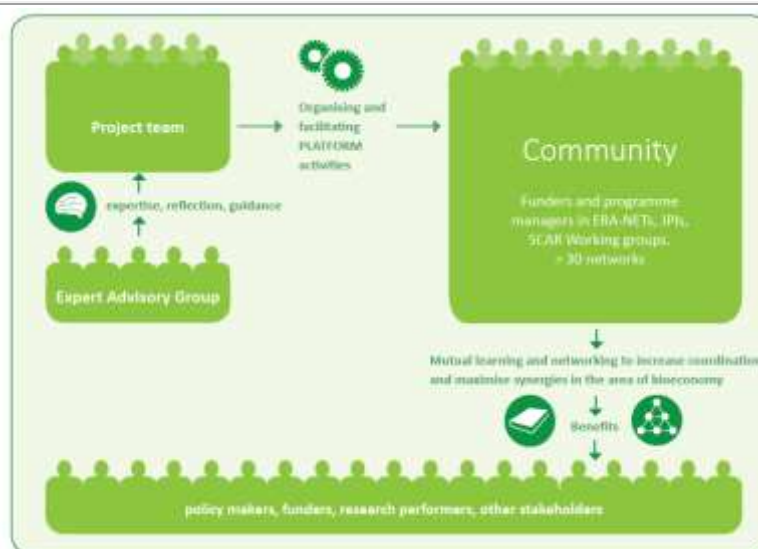 Project team
Organising and
facilitating
PLATFORM
activities
Community
Funders and programme
managers in ERA-NETs, JPIs,
SCAR Working groups.
> 30 networks
expertise, reflection, guidance
Expert Advisory Group
Mutual learning and networking to increase coordination
and maximise synergies in the area of bioeconomy
Benefits
policy makers, funders, research performers, other stakeholders